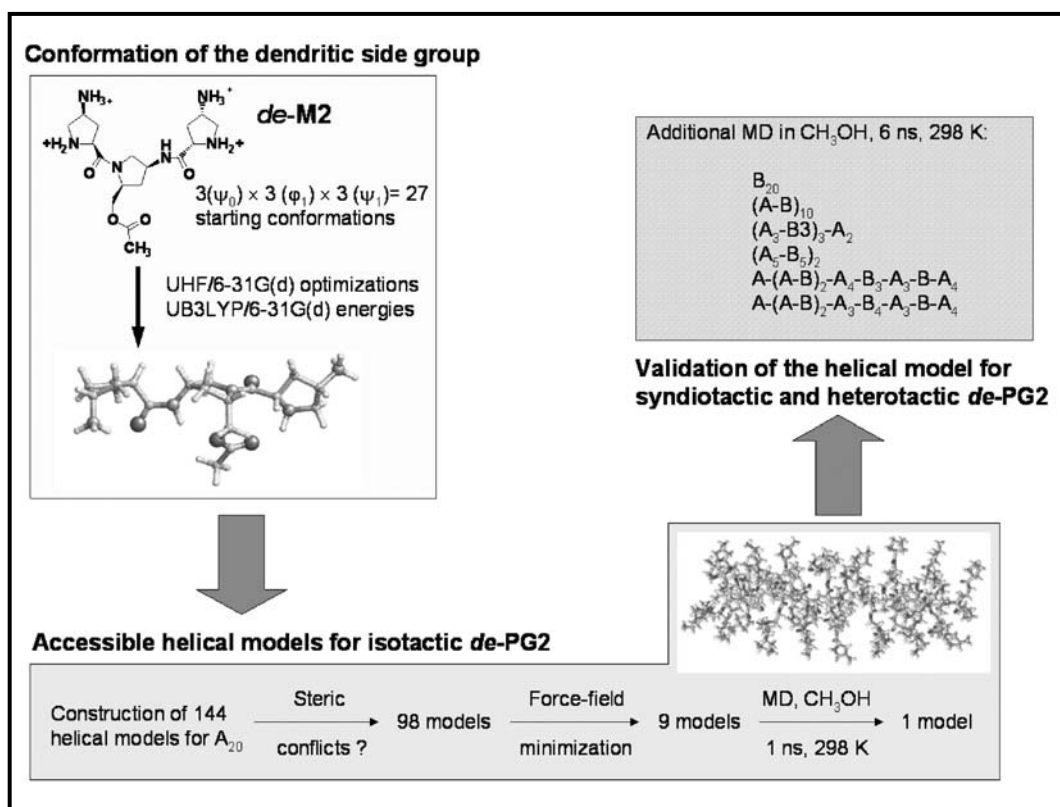 Conformation of the dendritic side group
NH₃+
NH₃⁺
de-M2
+H₂N
NH₂+
H
N
O
N
O
O
O
CH₃
3(ψ₀) × 3 (φ₁) × 3 (ψ₁)= 27
starting conformations
UHF/6-31G(d) optimizations
UB3LYP/6-31G(d) energies
Accessible helical models for isotactic de-PG2
Construction of 144
helical models for A₂₀
Steric
conflicts ?
98 models
Force-field
minimization
9 models
MD, CH₃OH
1 ns, 298 K
1 model
Additional MD in CH₃OH, 6 ns, 298 K:
B₂₀
(A-B)₁₀
(A₃-B3)₃-A₂
(A₅-B₅)₂
A-(A-B)₂-A₄-B₃-A₃-B-A₄
A-(A-B)₂-A₃-B₄-A₃-B-A₄
Validation of the helical model for
syndiotactic and heterotactic de-PG2